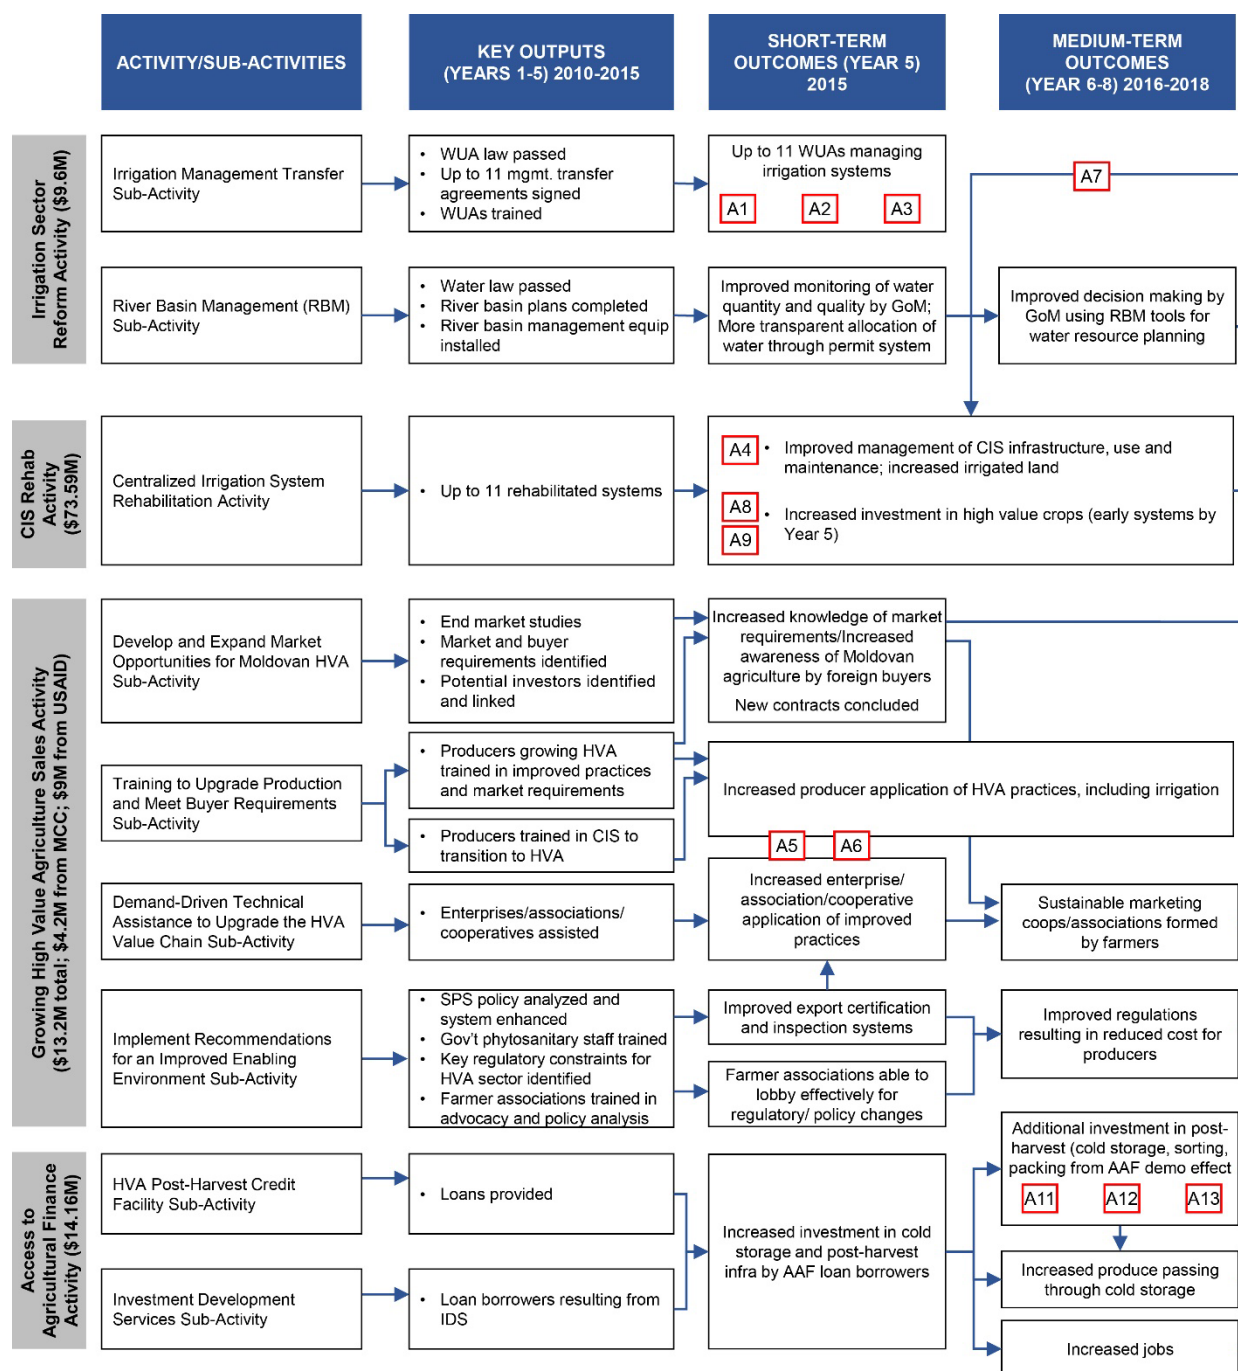 ACTIVITY/SUB-ACTIVITIES
KEY OUTPUTS
(YEARS 1-5) 2010-2015
SHORT-TERM
OUTCOMES (YEAR 5)
2015
MEDIUM-TERM
OUTCOMES
(YEAR 6-8) 2016-2018
Irrigation Sector
Reform Activity ($9.6M)
Irrigation Management Transfer
Sub-Activity
• WUA law passed
• Up to 11 mgmt. transfer
agreements signed
• WUAs trained
Up to 11 WUAs managing
irrigation systems
A1 A2 A3
A7
River Basin Management (RBM)
Sub-Activity
• Water law passed
• River basin plans completed
• River basin management equip
installed
Improved monitoring of water
quantity and quality by GoM;
More transparent allocation of
water through permit system
Improved decision making by
GoM using RBM tools for
water resource planning
CIS Rehab
Activity
($73.59M)
Centralized Irrigation System
Rehabilitation Activity
• Up to 11 rehabilitated systems
A4 • Improved management of CIS infrastructure, use and
maintenance; increased irrigated land
A8
• Increased investment in high value crops (early systems by
Year 5)
A9
Growing High Value Agriculture Sales Activity
($13.2M total; $4.2M from MCC; $9M from USAID)
Develop and Expand Market
Opportunities for Moldovan HVA
Sub-Activity
• End market studies
• Market and buyer
requirements identified
• Potential investors identified
and linked
Increased knowledge of market
requirements/Increased
awareness of Moldovan
agriculture by foreign buyers
New contracts concluded
Training to Upgrade Production
and Meet Buyer Requirements
Sub-Activity
• Producers growing HVA
trained in improved practices
and market requirements
• Producers trained in CIS to
transition to HVA
Increased producer application of HVA practices, including irrigation
A5 A6
Demand-Driven Technical
Assistance to Upgrade the HVA
Value Chain Sub-Activity
• Enterprises/associations/
cooperatives assisted
Increased enterprise/
association/cooperative
application of improved
practices
Sustainable marketing
coops/associations formed
by farmers
Implement Recommendations
for an Improved Enabling
Environment Sub-Activity
• SPS policy analyzed and
system enhanced
• Gov't phytosanitary staff trained
• Key regulatory constraints for
HVA sector identified
• Farmer associations trained in
advocacy and policy analysis
Improved export certification
and inspection systems
Farmer associations able to
lobby effectively for
regulatory/ policy changes
Improved regulations
resulting in reduced cost for
producers
Access to
Agricultural Finance
Activity ($14.16M)
HVA Post-Harvest Credit
Facility Sub-Activity
• Loans provided
Investment Development
Services Sub-Activity
• Loan borrowers resulting from
IDS
Increased investment in cold
storage and post-harvest
infra by AAF loan borrowers
Additional investment in post-
harvest (cold storage, sorting,
packing from AAF demo effect
A11 A12 A13
Increased produce passing
through cold storage
Increased jobs